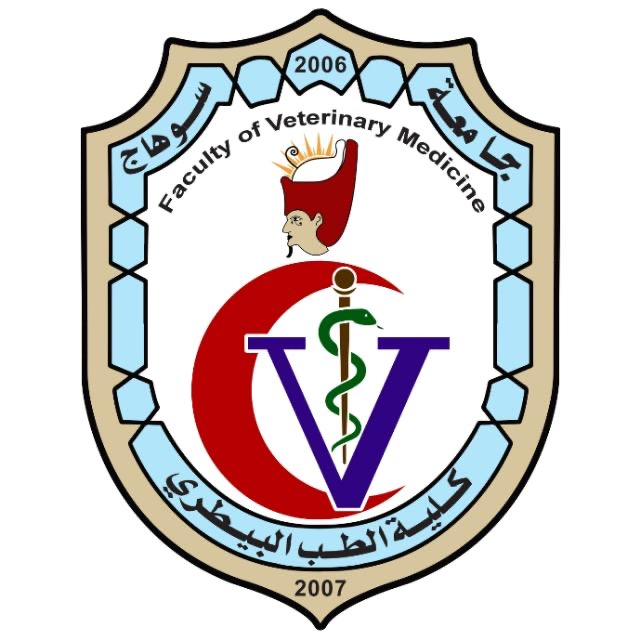 2006
جامعة سوهاج
Faculty of Veterinary Medicine
V
كلية الطب البيطري
2007